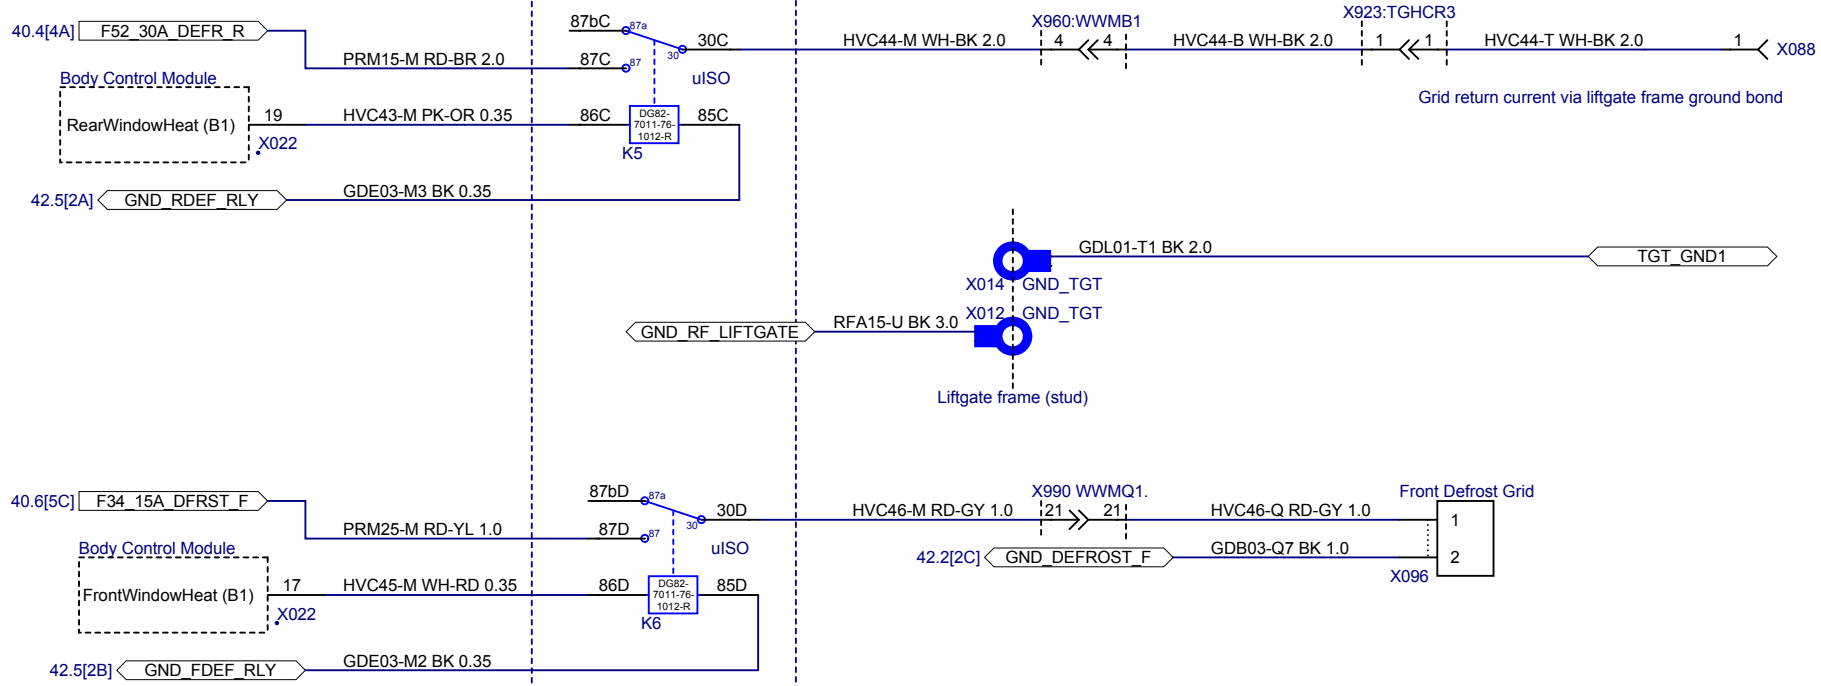 40.4[4A] F52_30A_DEFR_R
87bC 87a 30C
30
HVC44-M WH-BK 2.0
X960:WWMB1
4 4
HVC44-B WH-BK 2.0
X923:TGHCR3
1 1
HVC44-T WH-BK 2.0
1 X088
PRM15-M RD-BR 2.0
87C 87
uISO
Grid return current via liftgate frame ground bond
Body Control Module
RearWindowHeat (B1)
19
X022
HVC43-M PK-OR 0.35
86C
DG82-
7011-76-
1012-R
85C
K5
42.5[2A] GND_RDEF_RLY
GDE03-M3 BK 0.35
GDL01-T1 BK 2.0
TGT_GND1
X014 GND_TGT
X012 GND_TGT
GND_RF_LIFTGATE
RFA15-U BK 3.0
Liftgate frame (stud)
40.6[5C] F34_15A_DFRST_F
87bD 87a 30D
30
HVC46-M RD-GY 1.0
X990 WWMQ1.
21 21
HVC46-Q RD-GY 1.0
Front Defrost Grid
1
2
X096
PRM25-M RD-YL 1.0
87D 87
uISO
42.2[2C] GND_DEFROST_F
GDB03-Q7 BK 1.0
Body Control Module
FrontWindowHeat (B1)
17
X022
HVC45-M WH-RD 0.35
86D
DG82-
7011-76-
1012-R
85D
K6
42.5[2B] GND_FDEF_RLY
GDE03-M2 BK 0.35